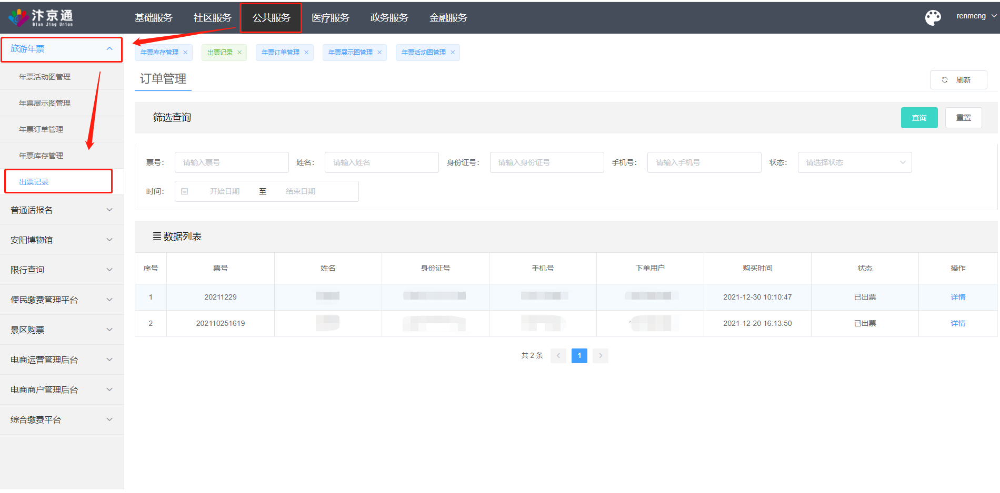 汴京通
Bian Jing Union
基础服务 社区服务 公共服务 医疗服务 政务服务 金融服务
renmeng
旅游年票
年票活动图管理
年票展示图管理
年票订单管理
年票库存管理
出票记录
普通话报名
安阳博物馆
限行查询
便民缴费管理平台
景区购票
电商运营管理后台
电商商户管理后台
综合缴费平台
年票库存管理 × 出票记录 × 年票订单管理 × 年票展示图管理 × 年票活动图管理 ×
订单管理
刷新
筛选查询
查询 重置
票号： 请输入票号 姓名： 请输入姓名 身份证号： 请输入身份证号 手机号： 请输入手机号 状态： 请选择状态
时间： 开始日期 至 结束日期
数据列表
序号 票号 姓名 身份证号 手机号 下单用户 购买时间 状态 操作
1 20211229 2021-12-30 10:10:47 已出票 详情
2 202110251619 2021-12-20 16:13:50 已出票 详情
共 2 条 < 1 >